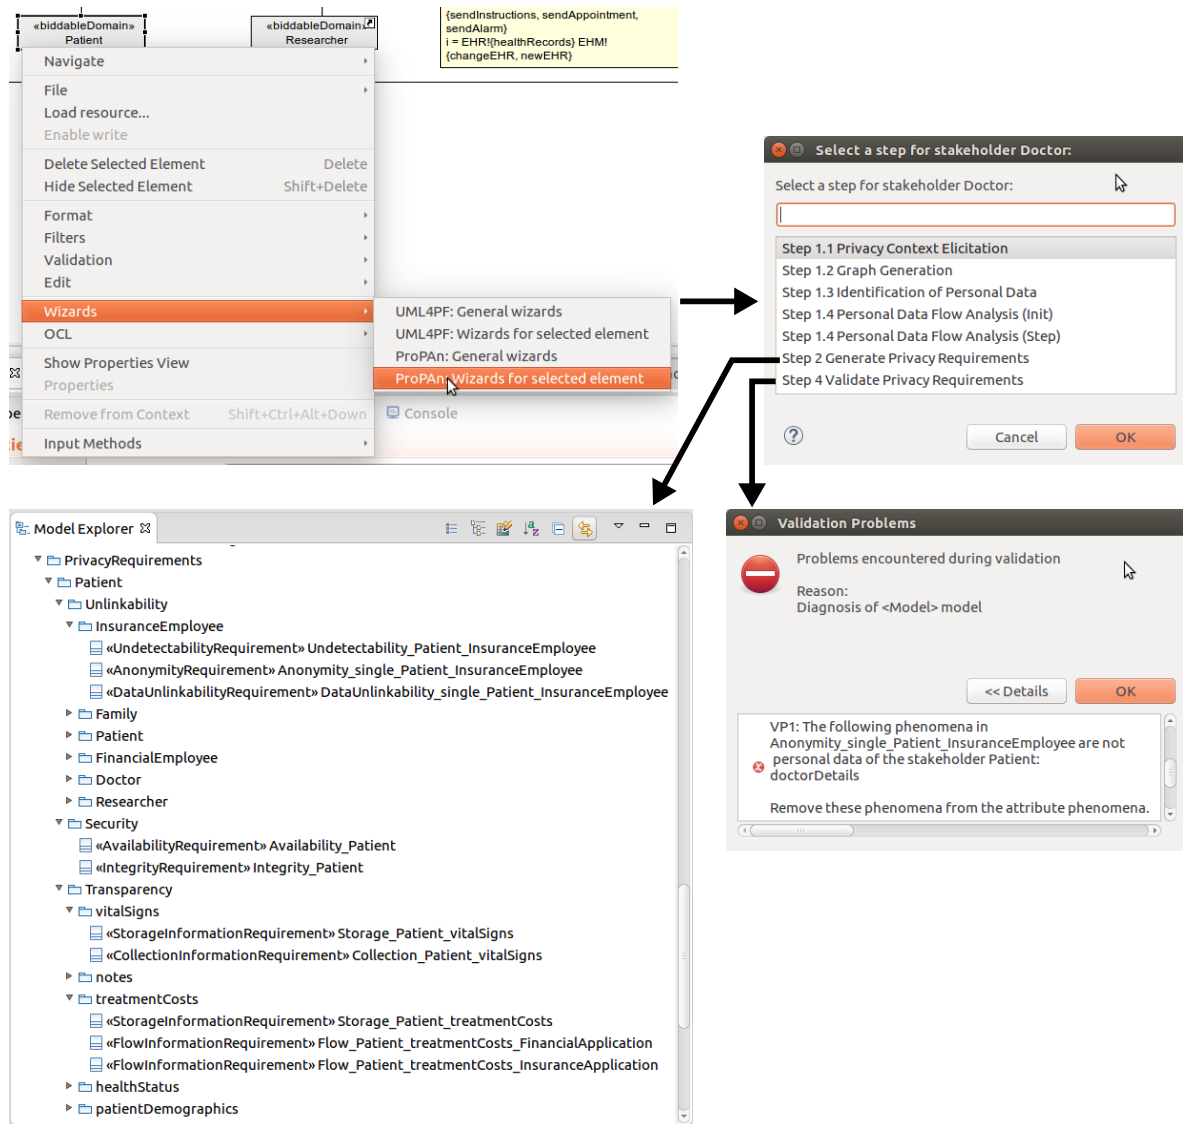 «biddableDomain»
Patient
«biddableDomain»
Researcher
{sendInstructions, sendAppointment,
sendAlarm}
i = EHR!{healthRecords} EHM!
{changeEHR, newEHR}
Navigate
File
Load resource...
Enable write
Delete Selected Element Delete
Hide Selected Element Shift+Delete
Format
Filters
Validation
Edit
Wizards
OCL
Show Properties View
Properties
Remove from Context Shift+Ctrl+Alt+Down
Input Methods
UML4PF: General wizards
UML4PF: Wizards for selected element
ProPAn: General wizards
ProPAn: Wizards for selected element
Console
Select a step for stakeholder Doctor:
Select a step for stakeholder Doctor:
Step 1.1 Privacy Context Elicitation
Step 1.2 Graph Generation
Step 1.3 Identification of Personal Data
Step 1.4 Personal Data Flow Analysis (Init)
Step 1.4 Personal Data Flow Analysis (Step)
Step 2 Generate Privacy Requirements
Step 4 Validate Privacy Requirements
Cancel OK
Model Explorer
PrivacyRequirements
Patient
Unlinkability
InsuranceEmployee
«UndetectabilityRequirement» Undetectability_Patient_InsuranceEmployee
«AnonymityRequirement» Anonymity_single_Patient_InsuranceEmployee
«DataUnlinkabilityRequirement» DataUnlinkability_single_Patient_InsuranceEmployee
Family
Patient
FinancialEmployee
Doctor
Researcher
Security
«AvailabilityRequirement» Availability_Patient
«IntegrityRequirement» Integrity_Patient
Transparency
vitalSigns
«StorageInformationRequirement» Storage_Patient_vitalSigns
«CollectionInformationRequirement» Collection_Patient_vitalSigns
notes
treatmentCosts
«StorageInformationRequirement» Storage_Patient_treatmentCosts
«FlowInformationRequirement» Flow_Patient_treatmentCosts_FinancialApplication
«FlowInformationRequirement» Flow_Patient_treatmentCosts_InsuranceApplication
healthStatus
patientDemographics
Validation Problems
Problems encountered during validation
Reason:
Diagnosis of <Model> model
<< Details OK
VP1: The following phenomena in
Anonymity_single_Patient_InsuranceEmployee are not
personal data of the stakeholder Patient:
doctorDetails
Remove these phenomena from the attribute phenomena.